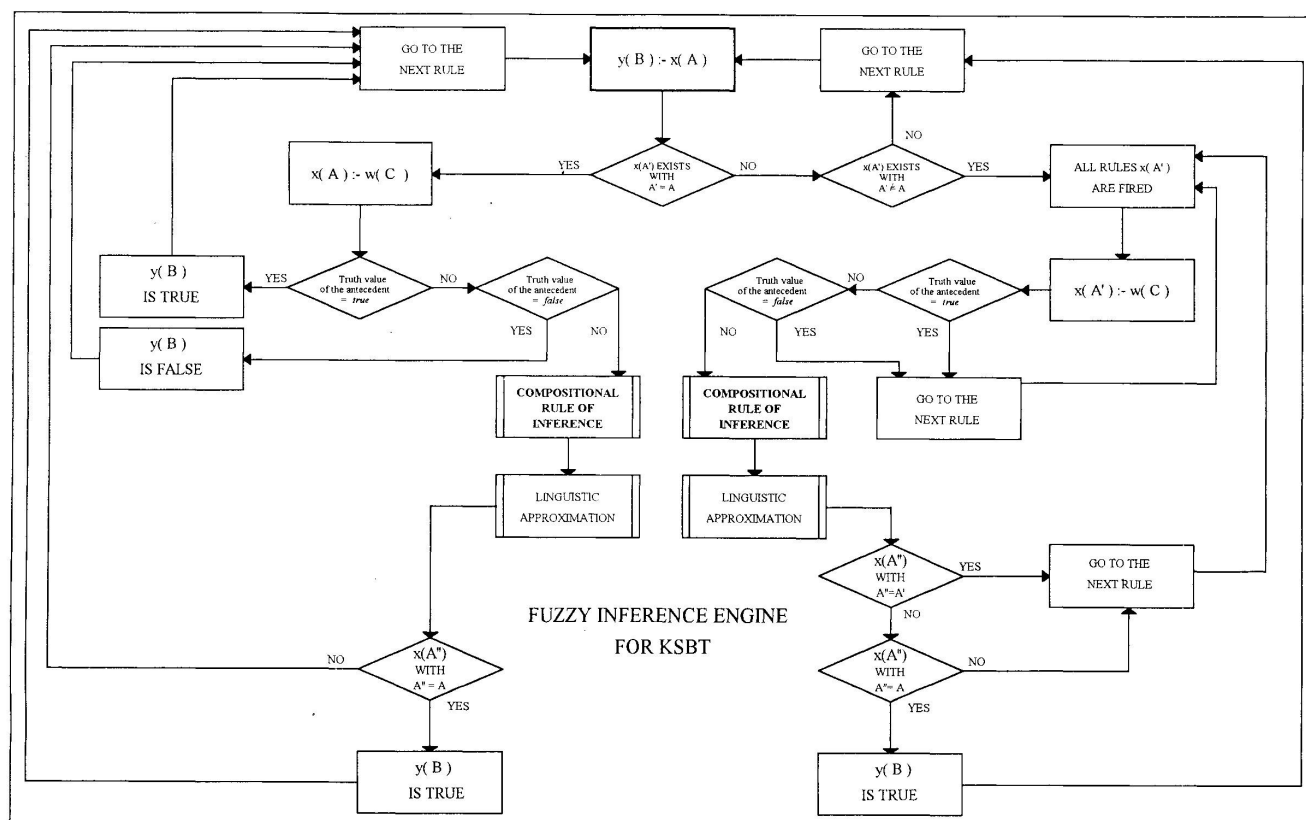 GO TO THE
NEXT RULE
y( B ) :- x( A )
GO TO THE
NEXT RULE
NO
x( A ) :- w( C )
YES
x(A') EXISTS
WITH
A' = A
NO
x(A') EXISTS
WITH
A' ≠ A
YES
ALL RULES x( A' )
ARE FIRED
y( B )
IS TRUE
YES
Truth value
of the antecedent
= true
NO
Truth value
of the antecedent
= false
YES
NO
Truth value
of the antecedent
= false
NO
Truth value
of the antecedent
= true
x( A' ) :- w( C )
NO
YES
YES
y( B )
IS FALSE
COMPOSITIONAL
RULE OF
INFERENCE
COMPOSITIONAL
RULE OF
INFERENCE
GO TO THE
NEXT RULE
LINGUISTIC
APPROXIMATION
LINGUISTIC
APPROXIMATION
x(A")
WITH
A"=A'
YES
NO
GO TO THE
NEXT RULE
FUZZY INFERENCE ENGINE
FOR KSBT
NO
x(A")
WITH
A" = A
YES
x(A")
WITH
A"= A
NO
YES
y( B )
IS TRUE
y( B )
IS TRUE